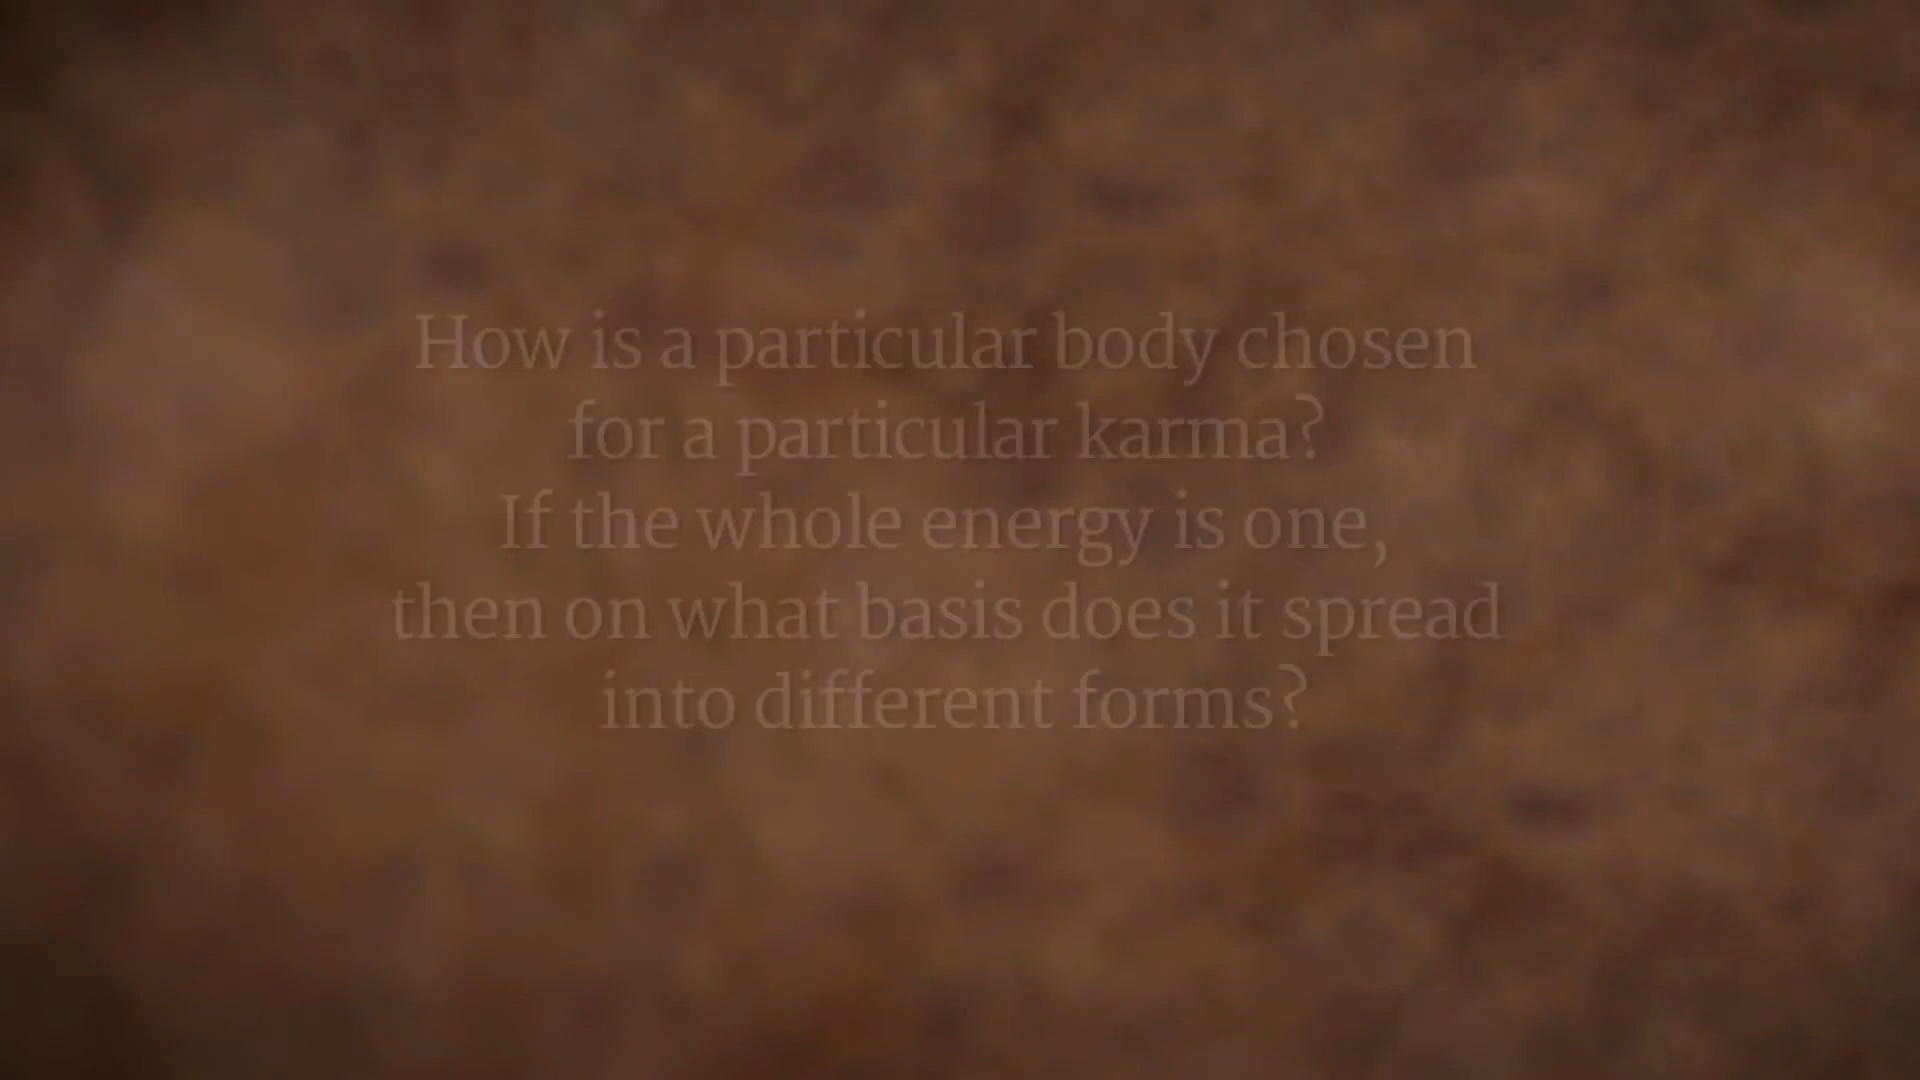 How is a particular body chosen
for a particular karma?
If the whole energy is one,
then on what basis does it spread
into different forms?